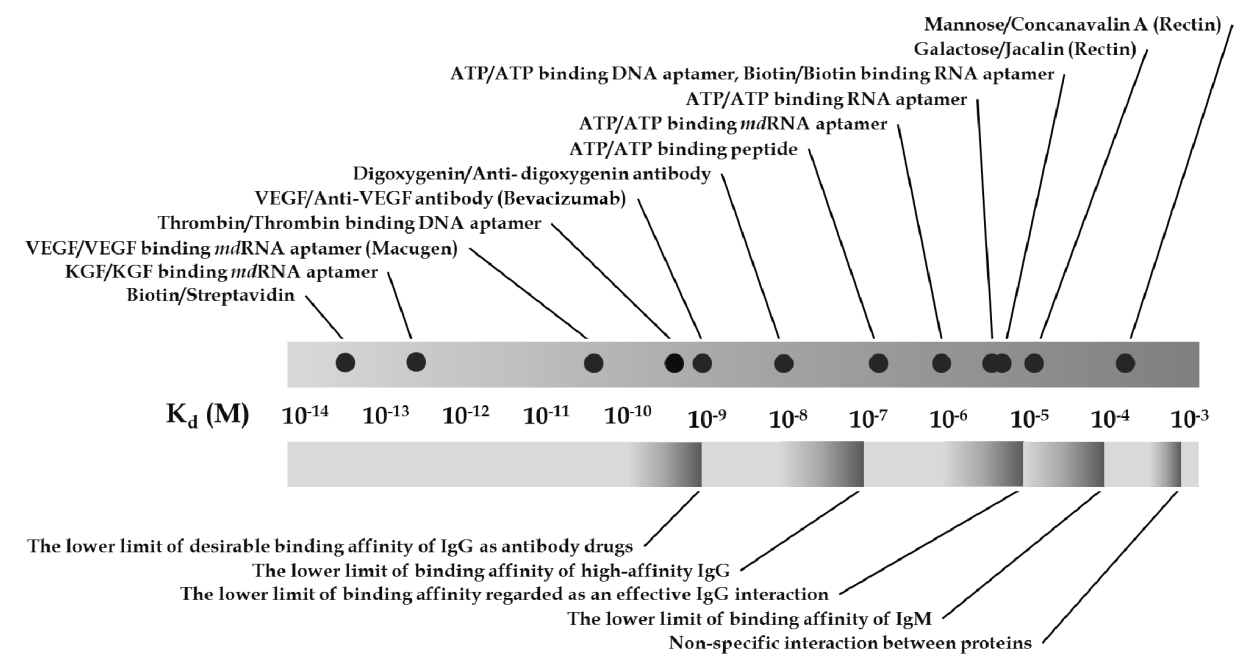 Mannose/Concanavalin A (Rectin)
Galactose/Jacalin (Rectin)
ATP/ATP binding DNA aptamer, Biotin/Biotin binding RNA aptamer
ATP/ATP binding RNA aptamer
ATP/ATP binding mdRNA aptamer
ATP/ATP binding peptide
Digoxygenin/Anti- digoxygenin antibody
VEGF/Anti-VEGF antibody (Bevacizumab)
Thrombin/Thrombin binding DNA aptamer
VEGF/VEGF binding mdRNA aptamer (Macugen)
KGF/KGF binding mdRNA aptamer
Biotin/Streptavidin
K_d (M) 10^-14 10^-13 10^-12 10^-11 10^-10 10^-9 10^-8 10^-7 10^-6 10^-5 10^-4 10^-3
The lower limit of desirable binding affinity of IgG as antibody drugs
The lower limit of binding affinity of high-affinity IgG
The lower limit of binding affinity regarded as an effective IgG interaction
The lower limit of binding affinity of IgM
Non-specific interaction between proteins